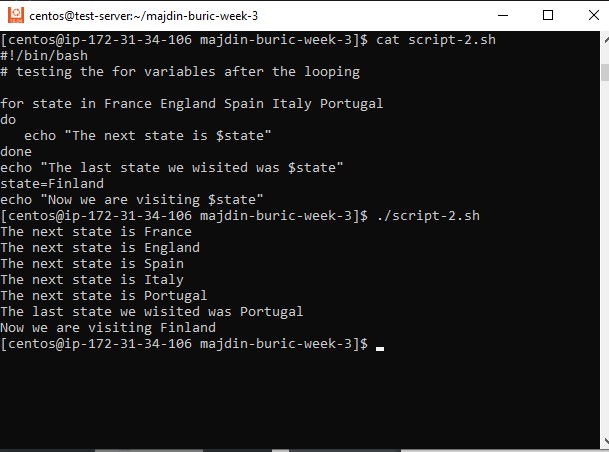 centos@test-server:~/majdin-buric-week-3
[centos@ip-172-31-34-106 majdin-buric-week-3]$ cat script-2.sh
#!/bin/bash
# testing the for variables after the looping

for state in France England Spain Italy Portugal
do
   echo "The next state is $state"
done
echo "The last state we wisited was $state"
state=Finland
echo "Now we are visiting $state"
[centos@ip-172-31-34-106 majdin-buric-week-3]$ ./script-2.sh
The next state is France
The next state is England
The next state is Spain
The next state is Italy
The next state is Portugal
The last state we wisited was Portugal
Now we are visiting Finland
[centos@ip-172-31-34-106 majdin-buric-week-3]$